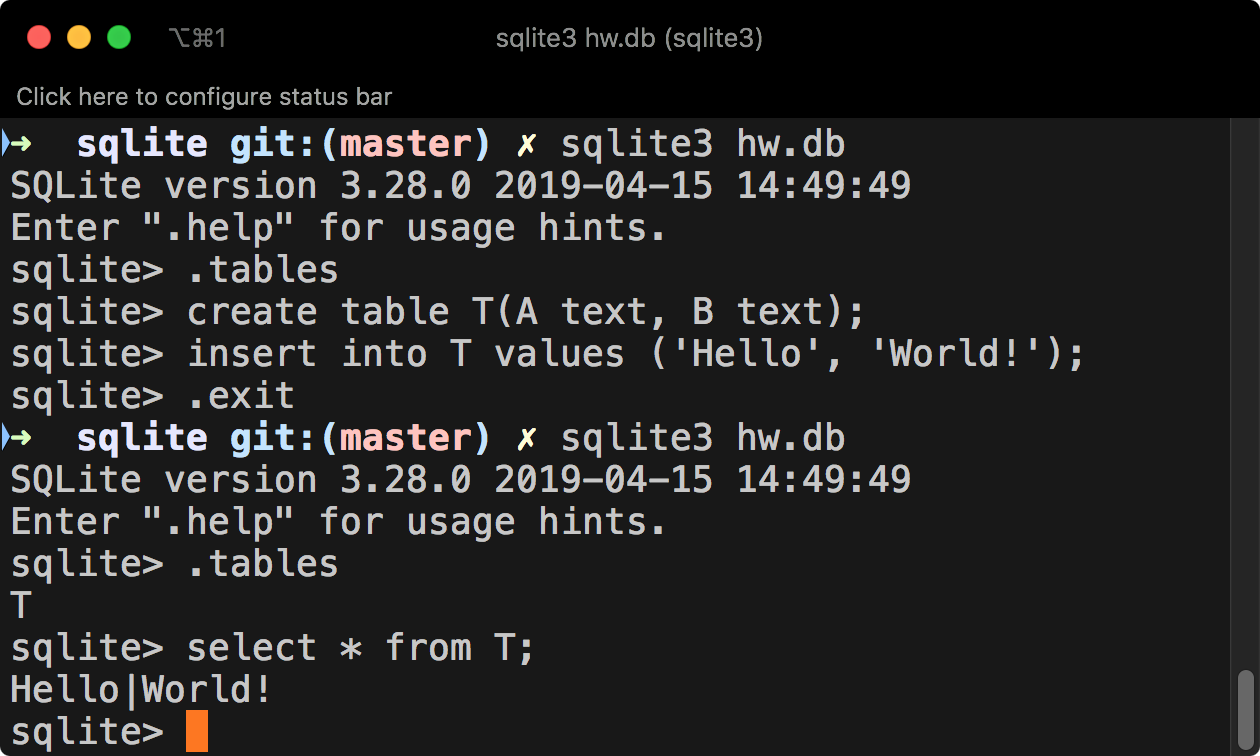 ⌥⌘1 sqlite3 hw.db (sqlite3)
Click here to configure status bar
➜ sqlite git:(master) ✗ sqlite3 hw.db
SQLite version 3.28.0 2019-04-15 14:49:49
Enter ".help" for usage hints.
sqlite> .tables
sqlite> create table T(A text, B text);
sqlite> insert into T values ('Hello', 'World!');
sqlite> .exit
➜ sqlite git:(master) ✗ sqlite3 hw.db
SQLite version 3.28.0 2019-04-15 14:49:49
Enter ".help" for usage hints.
sqlite> .tables
T
sqlite> select * from T;
Hello|World!
sqlite>